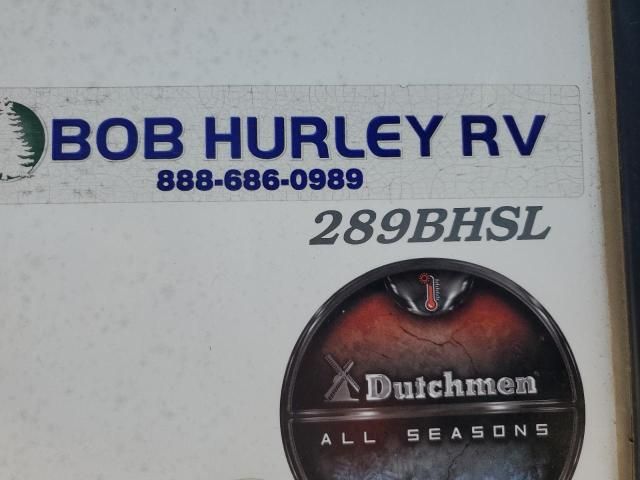 BOB HURLEY RV
888-686-0989
289BHSL
Dutchmen
ALL SEASONS